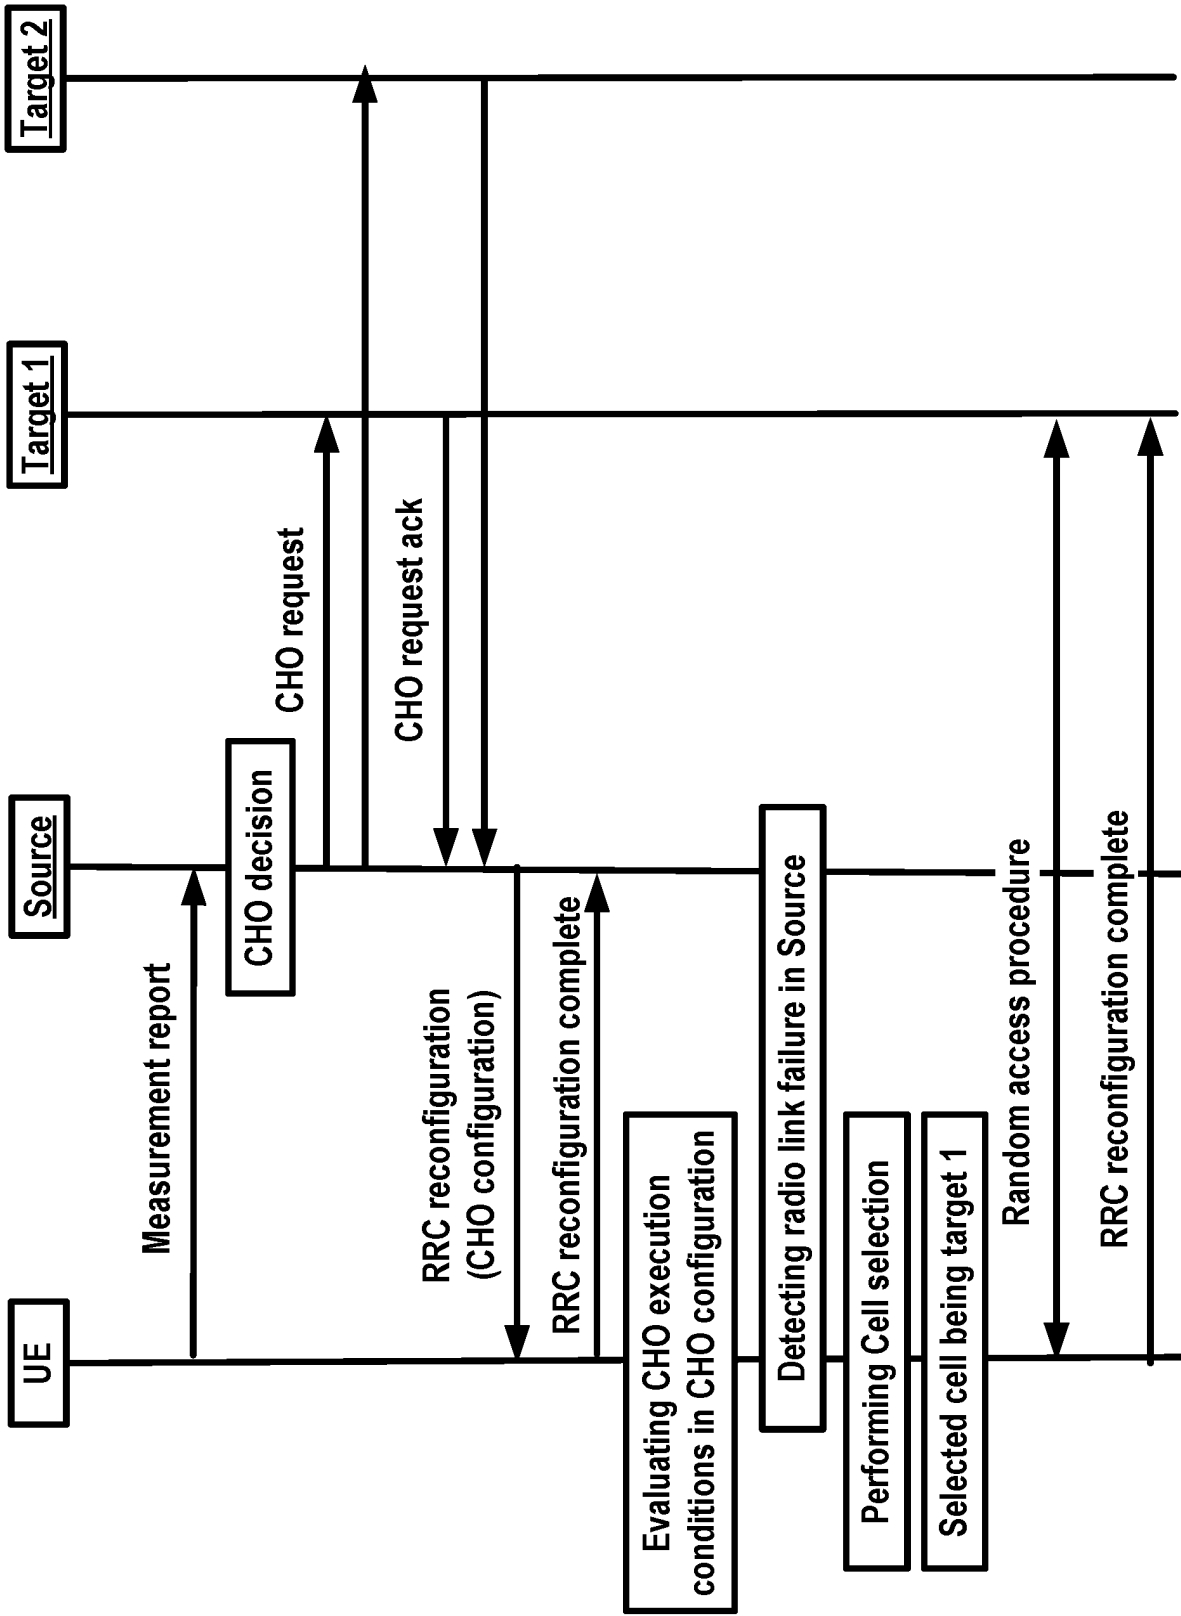 UE
Source
Target 1
Target 2
Measurement report
CHO decision
CHO request
CHO request ack
RRC reconfiguration
(CHO configuration)
RRC reconfiguration complete
Evaluating CHO execution
conditions in CHO configuration
Detecting radio link failure in Source
Performing Cell selection
Selected cell being target 1
Random access procedure
RRC reconfiguration complete